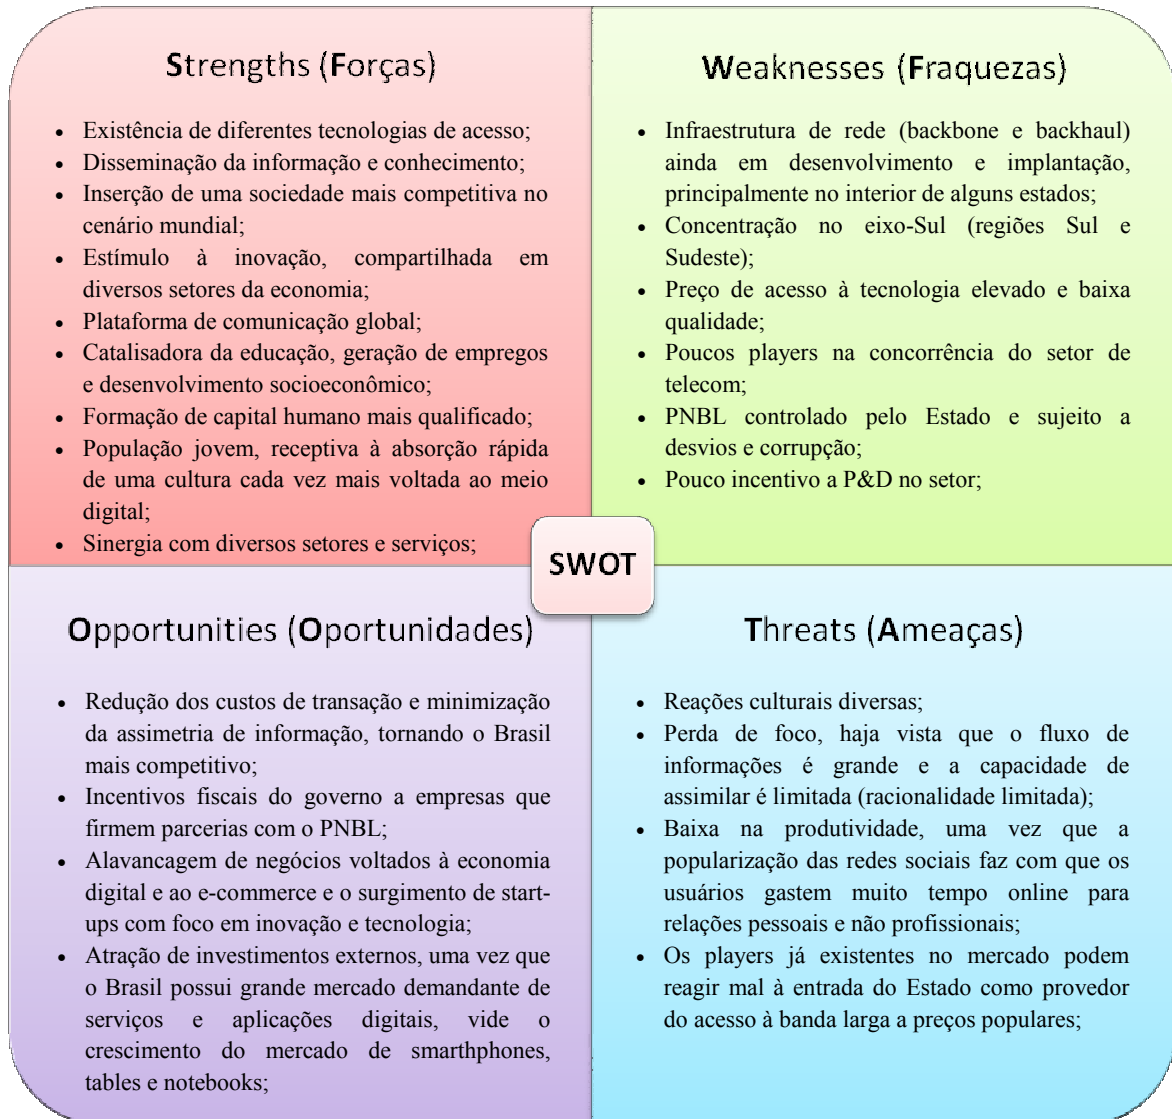 Strengths (Forças)
• Existência de diferentes tecnologias de acesso;
• Disseminação da informação e conhecimento;
• Inserção de uma sociedade mais competitiva no
cenário mundial;
• Estímulo à inovação, compartilhada em
diversos setores da economia;
• Plataforma de comunicação global;
• Catalisadora da educação, geração de empregos
e desenvolvimento socioeconômico;
• Formação de capital humano mais qualificado;
• População jovem, receptiva à absorção rápida
de uma cultura cada vez mais voltada ao meio
digital;
• Sinergia com diversos setores e serviços;
Weaknesses (Fraquezas)
• Infraestrutura de rede (backbone e backhaul)
ainda em desenvolvimento e implantação,
principalmente no interior de alguns estados;
• Concentração no eixo-Sul (regiões Sul e
Sudeste);
• Preço de acesso à tecnologia elevado e baixa
qualidade;
• Poucos players na concorrência do setor de
telecom;
• PNBL controlado pelo Estado e sujeito a
desvios e corrupção;
• Pouco incentivo a P&D no setor;
SWOT
Opportunities (Oportunidades)
• Redução dos custos de transação e minimização
da assimetria de informação, tornando o Brasil
mais competitivo;
• Incentivos fiscais do governo a empresas que
firmem parcerias com o PNBL;
• Alavancagem de negócios voltados à economia
digital e ao e-commerce e o surgimento de start-
ups com foco em inovação e tecnologia;
• Atração de investimentos externos, uma vez que
o Brasil possui grande mercado demandante de
serviços e aplicações digitais, vide o
crescimento do mercado de smarthphones,
tables e notebooks;
Threats (Ameaças)
• Reações culturais diversas;
• Perda de foco, haja vista que o fluxo de
informações é grande e a capacidade de
assimilar é limitada (racionalidade limitada);
• Baixa na produtividade, uma vez que a
popularização das redes sociais faz com que os
usuários gastem muito tempo online para
relações pessoais e não profissionais;
• Os players já existentes no mercado podem
reagir mal à entrada do Estado como provedor
do acesso à banda larga a preços populares;